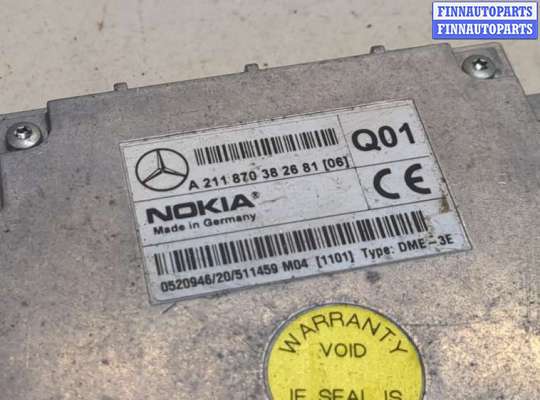 FINNAUTOPARTS
FINNAUTOPARTS
Q01
A 211 870 38 26 81 [06]
NOKIA®
Made in Germany
CE
0520946/20/511459 M04 [1101] Type: DME-3E
WARRANTY
VOID
IF SEAL IS